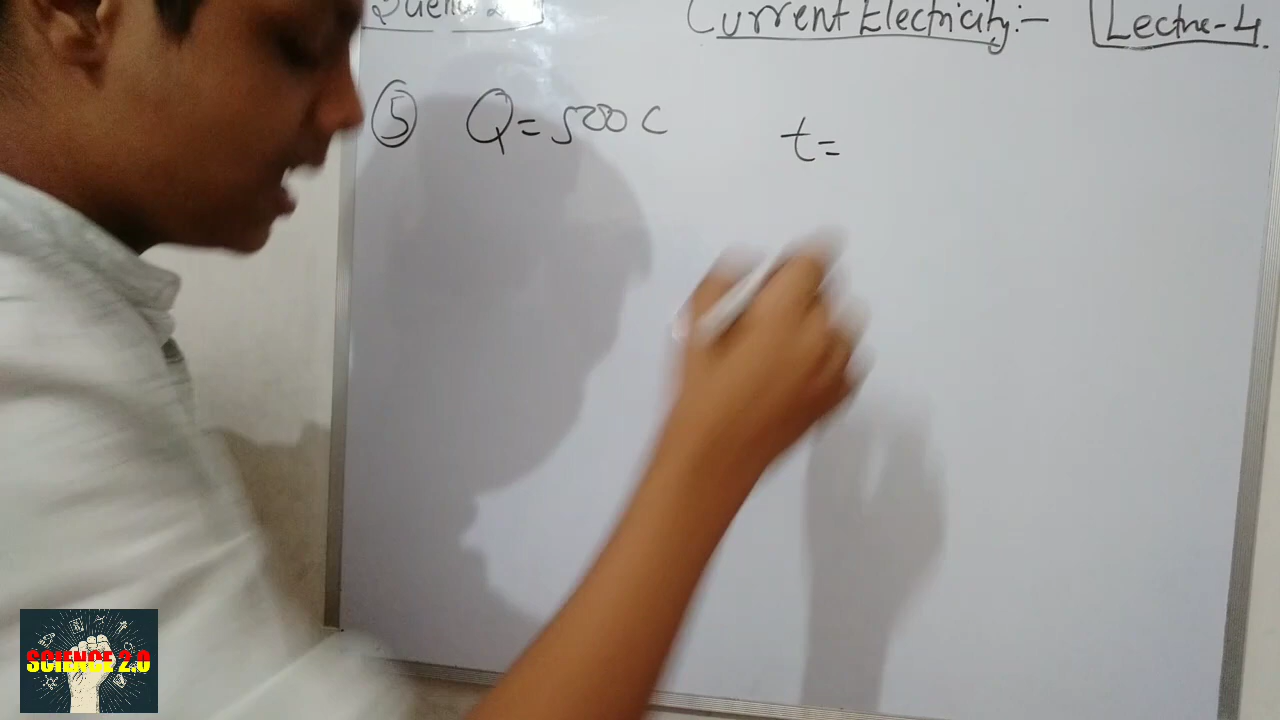 Current Electricity:- Lecture-4.
⑤ Q= 500 C t=
SCIENCE 2.0